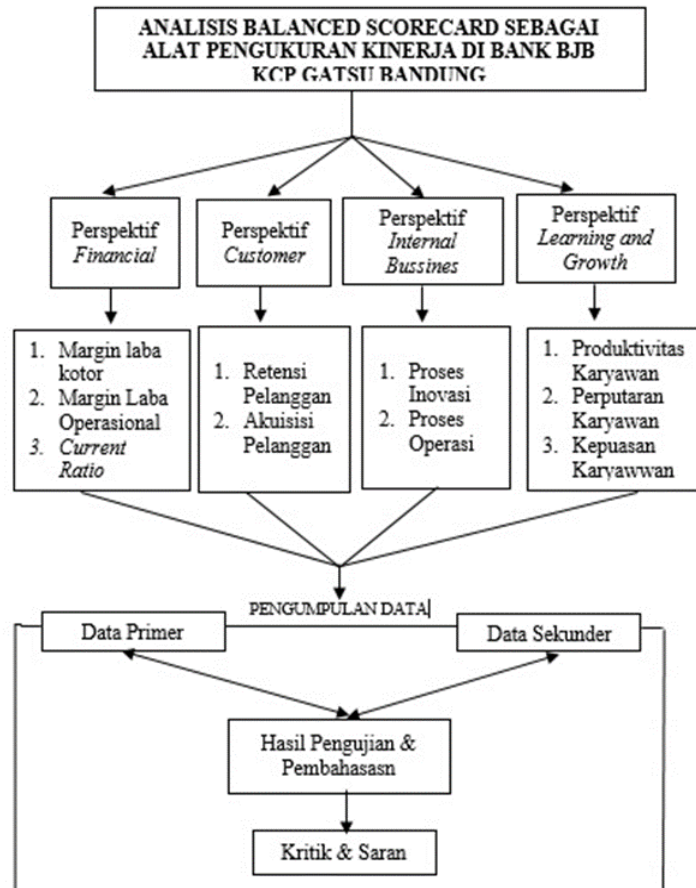 ANALISIS BALANCED SCORECARD SEBAGAI
ALAT PENGUKURAN KINERJA DI BANK BJB
KCP GATSU BANDUNG
Perspektif
Financial
Perspektif
Customer
Perspektif
Internal
Bussines
Perspektif
Learning and
Growth
1. Margin laba
kotor
2. Margin Laba
Operasional
3. Current
Ratio
1. Retensi
Pelanggan
2. Akuisisi
Pelanggan
1. Proses
Inovasi
2. Proses
Operasi
1. Produktivitas
Karyawan
2. Perputaran
Karyawan
3. Kepuasan
Karyawwan
PENGUMPULAN DATA
Data Primer
Data Sekunder
Hasil Pengujian &
Pembahasasn
Kritik & Saran